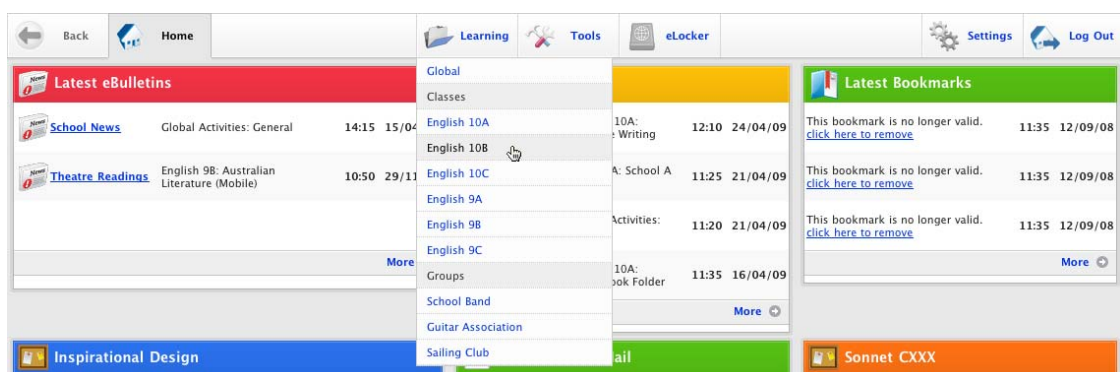 Back
Home
Learning
Tools
eLocker
Settings
Log Out
Latest eBulletins
School News
Global Activities: General
14:15 15/04
Theatre Readings
English 9B: Australian
Literature (Mobile)
10:50 29/11
More
Global
Classes
English 10A
English 10B
English 10C
English 9A
English 9B
English 9C
Groups
School Band
Guitar Association
Sailing Club
10A:
Writing
12:10 24/04/09
A: School A
11:25 21/04/09
Activities:
11:20 21/04/09
10A:
ok Folder
11:35 16/04/09
More
Latest Bookmarks
This bookmark is no longer valid.
click here to remove
11:35 12/09/08
This bookmark is no longer valid.
click here to remove
11:35 12/09/08
This bookmark is no longer valid.
click here to remove
11:35 12/09/08
More
Inspirational Design
ail
Sonnet CXXX